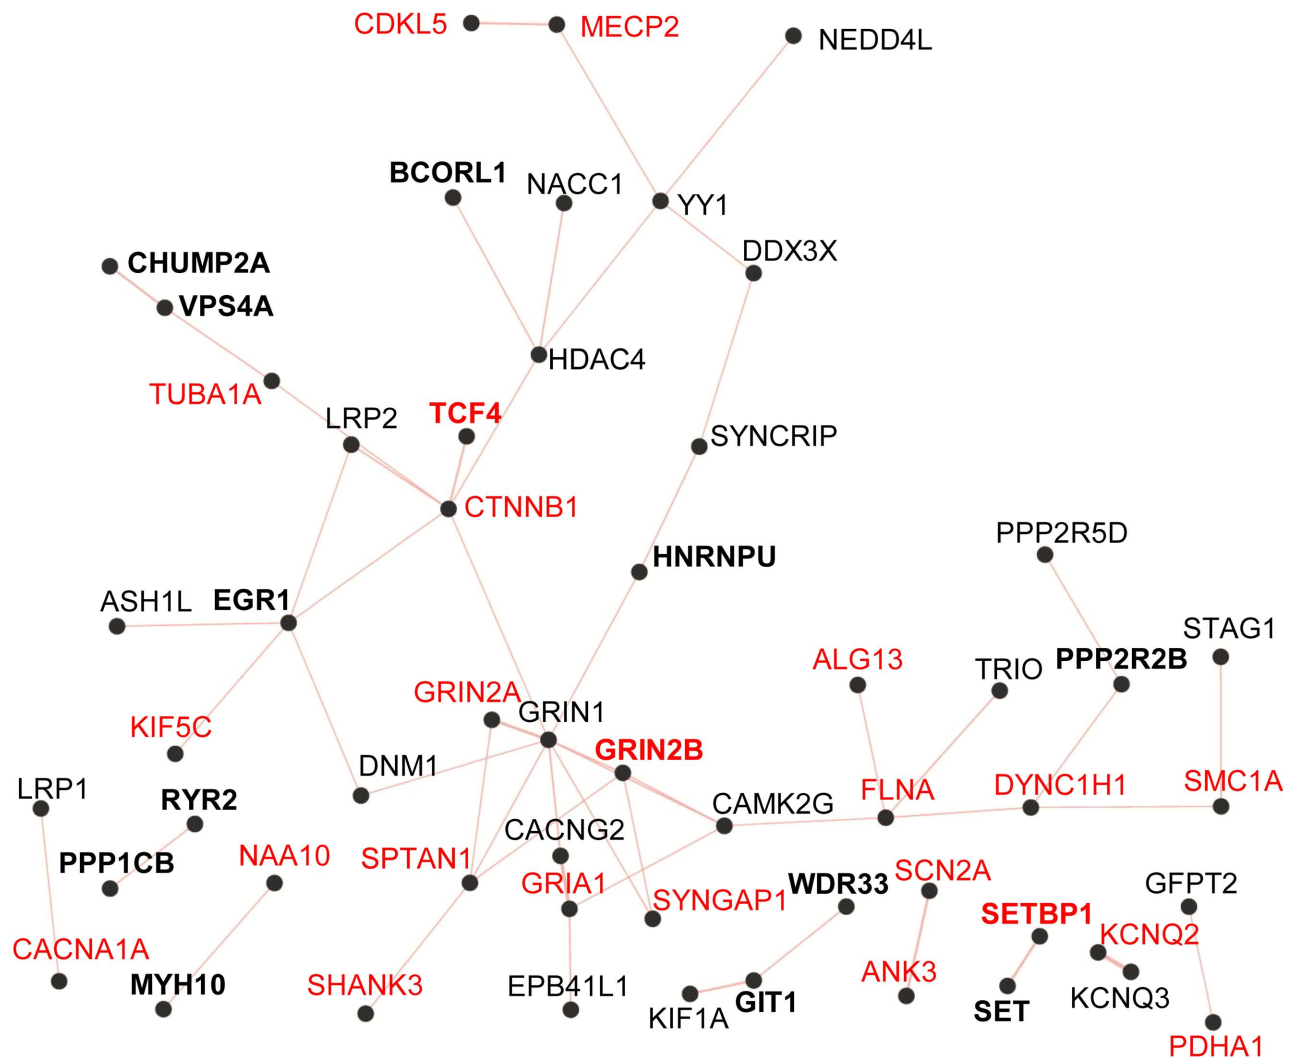 CDKL5
MECP2
NEDD4L
BCORL1
NACC1
YY1
DDX3X
CHUMP2A
VPS4A
HDAC4
TUBA1A
LRP2
TCF4
SYNCRIP
CTNNB1
PPP2R5D
HNRNPU
ASH1L
EGR1
STAG1
ALG13
TRIO
PPP2R2B
GRIN2A
GRIN1
KIF5C
GRIN2B
DNM1
LRP1
RYR2
CAMK2G
FLNA
DYNC1H1
SMC1A
CACNG2
PPP1CB
NAA10
SPTAN1
GRIA1
SYNGAP1
WDR33
SCN2A
GFPT2
SETBP1
KCNQ2
CACNA1A
MYH10
SHANK3
EPB41L1
KIF1A
GIT1
ANK3
SET
KCNQ3
PDHA1